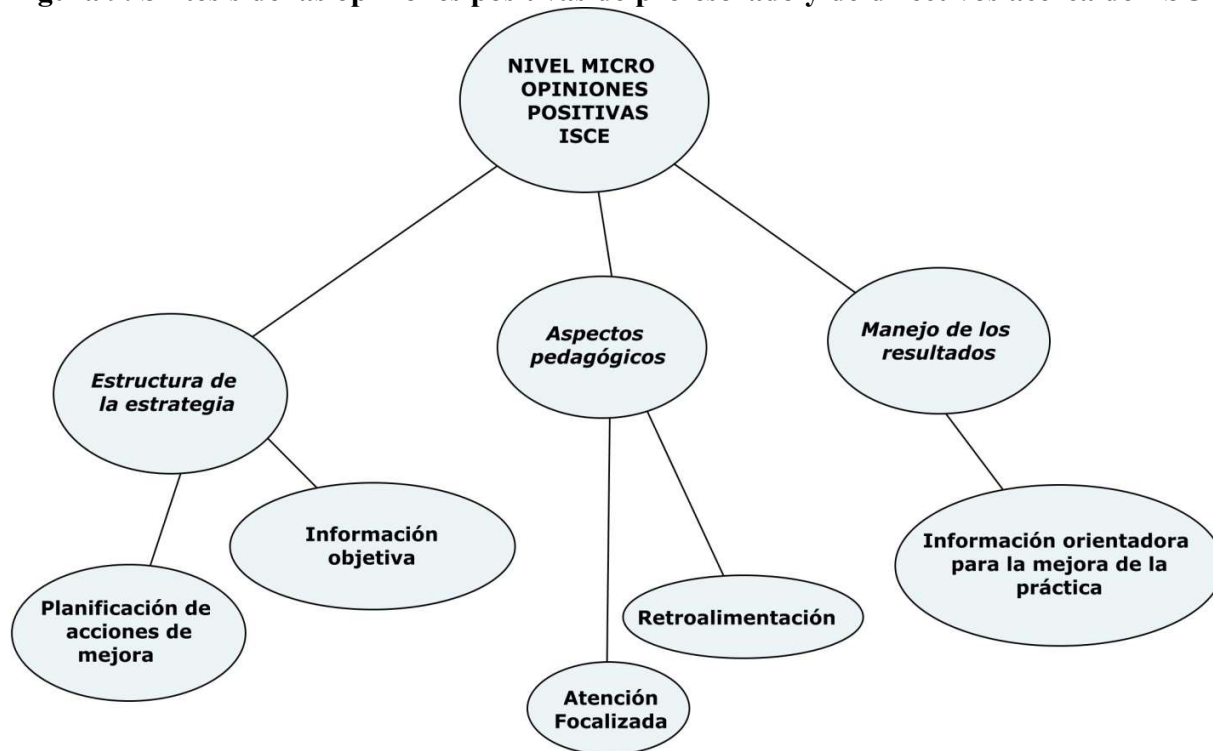 NIVEL MICRO
OPINIONES
POSITIVAS
ISCE
Estructura de
la estrategia
Aspectos
pedagógicos
Manejo de los
resultados
Información
objetiva
Planificación de
acciones de
mejora
Retroalimentación
Atención
Focalizada
Información orientadora
para la mejora de la
práctica